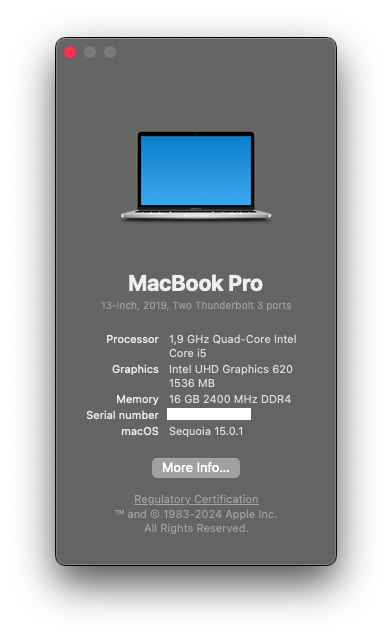 MacBook Pro
13-inch, 2019, Two Thunderbolt 3 ports
Processor 1,9 GHz Quad-Core Intel
Core i5
Graphics Intel UHD Graphics 620
1536 MB
Memory 16 GB 2400 MHz DDR4
Serial number
macOS Sequoia 15.0.1
More Info...
Regulatory Certification
™ and © 1983-2024 Apple Inc.
All Rights Reserved.